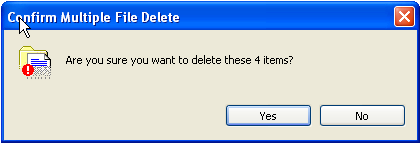 Confirm Multiple File Delete
Are you sure you want to delete these 4 items?
Yes No